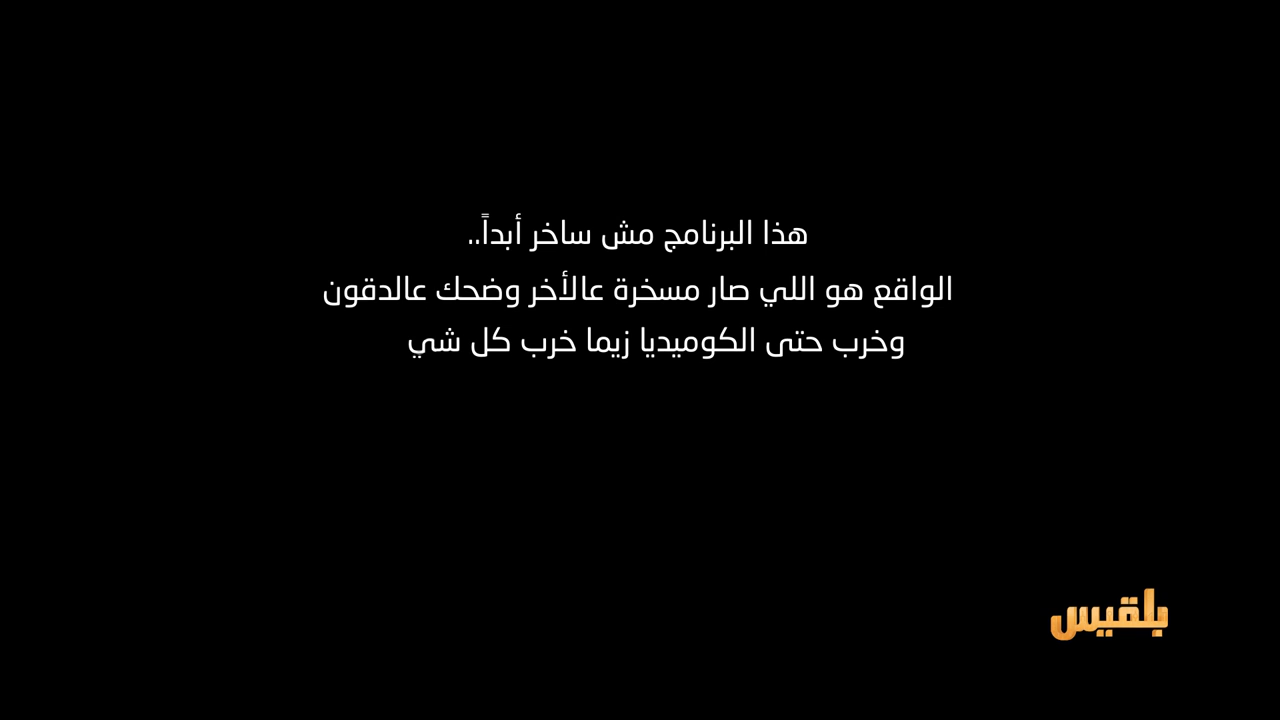 هذا البرنامج مش ساخر أبداً..
الواقع هو اللي صار مسخرة عالأخر وضحك عالدقون
وخرب حتى الكوميديا زيما خرب كل شي
بلقيس